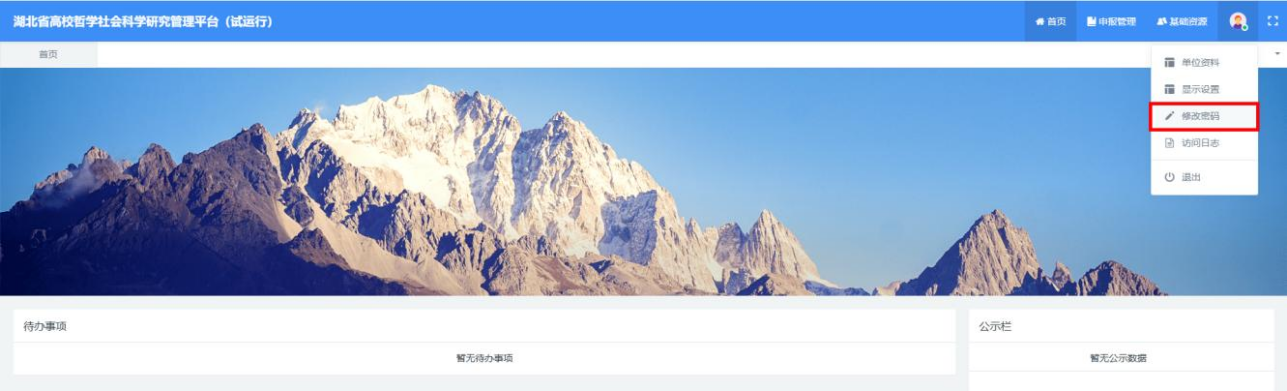 湖北省高校哲学社会科学研究管理平台（试运行）
首页
申报管理
基础资源
首页
单位资料
显示设置
修改密码
访问日志
退出
待办事项
暂无待办事项
公示栏
暂无公示数据